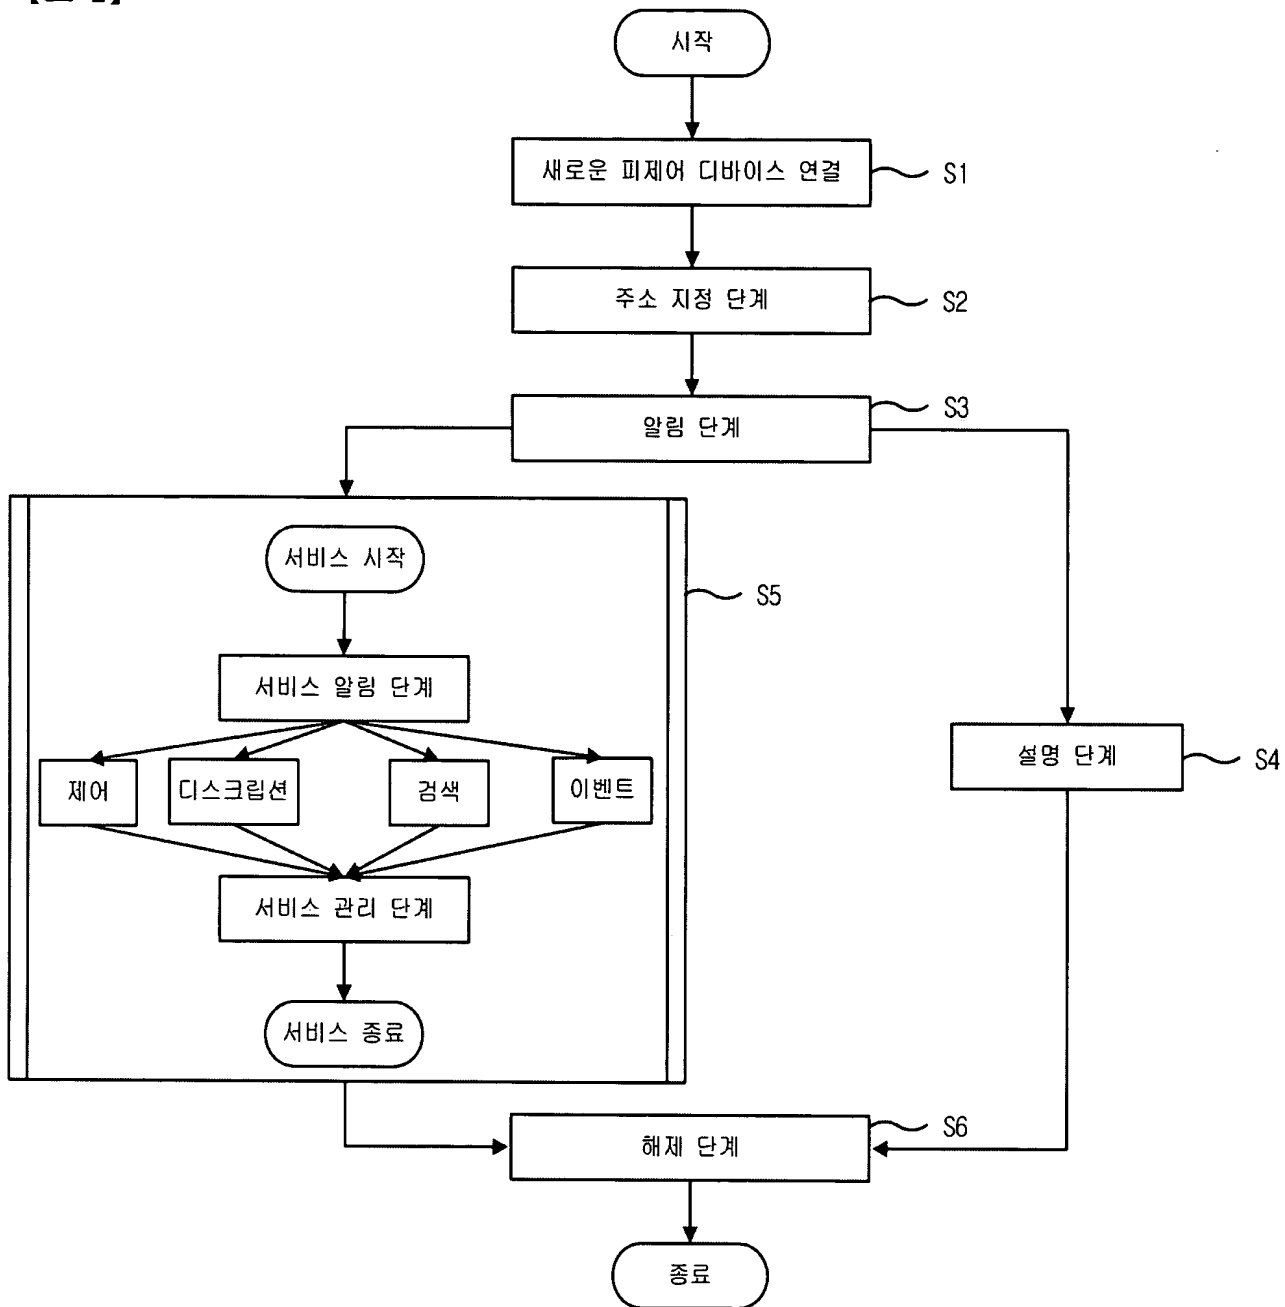 시작
새로운 피제어 디바이스 연결
S1
주소 지정 단계
S2
알림 단계
S3
서비스 시작
S5
서비스 알림 단계
설명 단계
S4
제어
디스크립션
검색
이벤트
서비스 관리 단계
서비스 종료
해제 단계
S6
종료